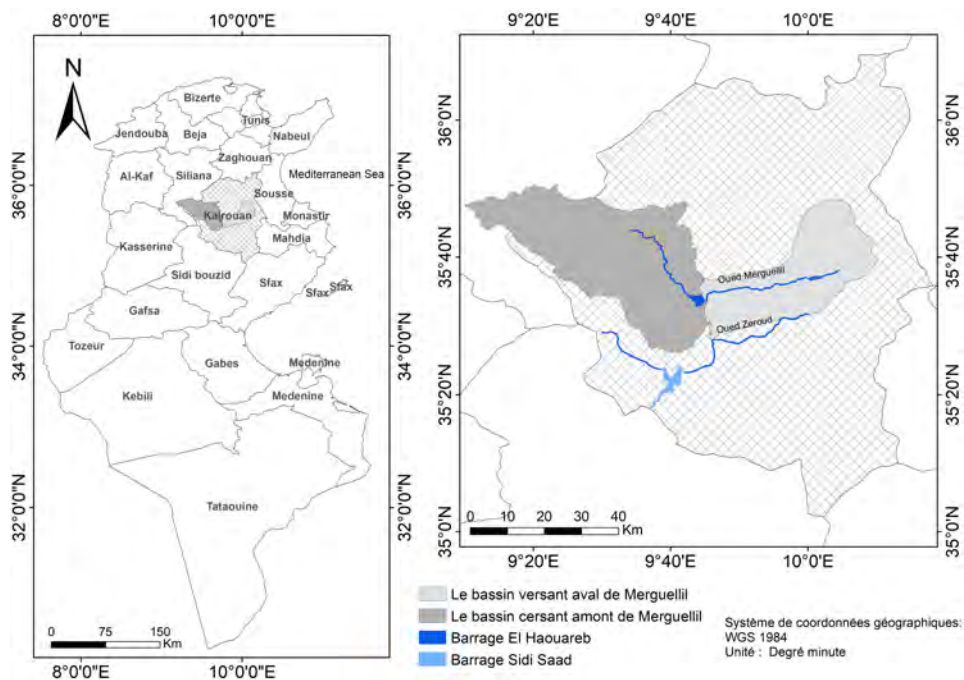 8°0'0"E
10°0'0"E
N
Bizerte
Tunis
Jendouba
Beja
Nabeul
Zaghouan
Al-Kaf
Siliana
Mediterranean Sea
Sousse
Kairouan
Monastir
Kasserine
Mahdia
Sidi bouzid
Sfax
Sfax
Sfax
Gafsa
Tozeur
Gabes
Medenine
Kebili
Medenine
Tataouine
36°0'0"N
34°0'0"N
32°0'0"N
36°0'0"N
34°0'0"N
32°0'0"N
0 75 150
Km
8°0'0"E
10°0'0"E
9°20'E
9°40'E
10°0'E
36°0'N
35°40'N
35°20'N
35°0'N
36°0'N
35°40'N
35°20'N
35°0'N
Oued Merguellil
Oued Zeroud
0 10 20 30 40
Km
9°20'E
9°40'E
10°0'E
Le bassin versant aval de Merguellil
Le bassin cersant amont de Merguellil
Barrage El Haouareb
Barrage Sidi Saad
Système de coordonnées géographiques:
WGS 1984
Unité : Degré minute